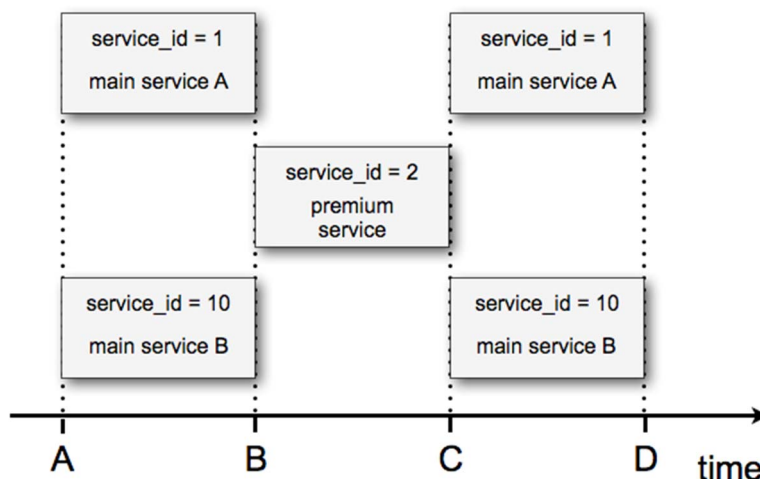 service_id = 1
main service A
service_id = 1
main service A
service_id = 2
premium
service
service_id = 10
main service B
service_id = 10
main service B
A
B
C
D
time